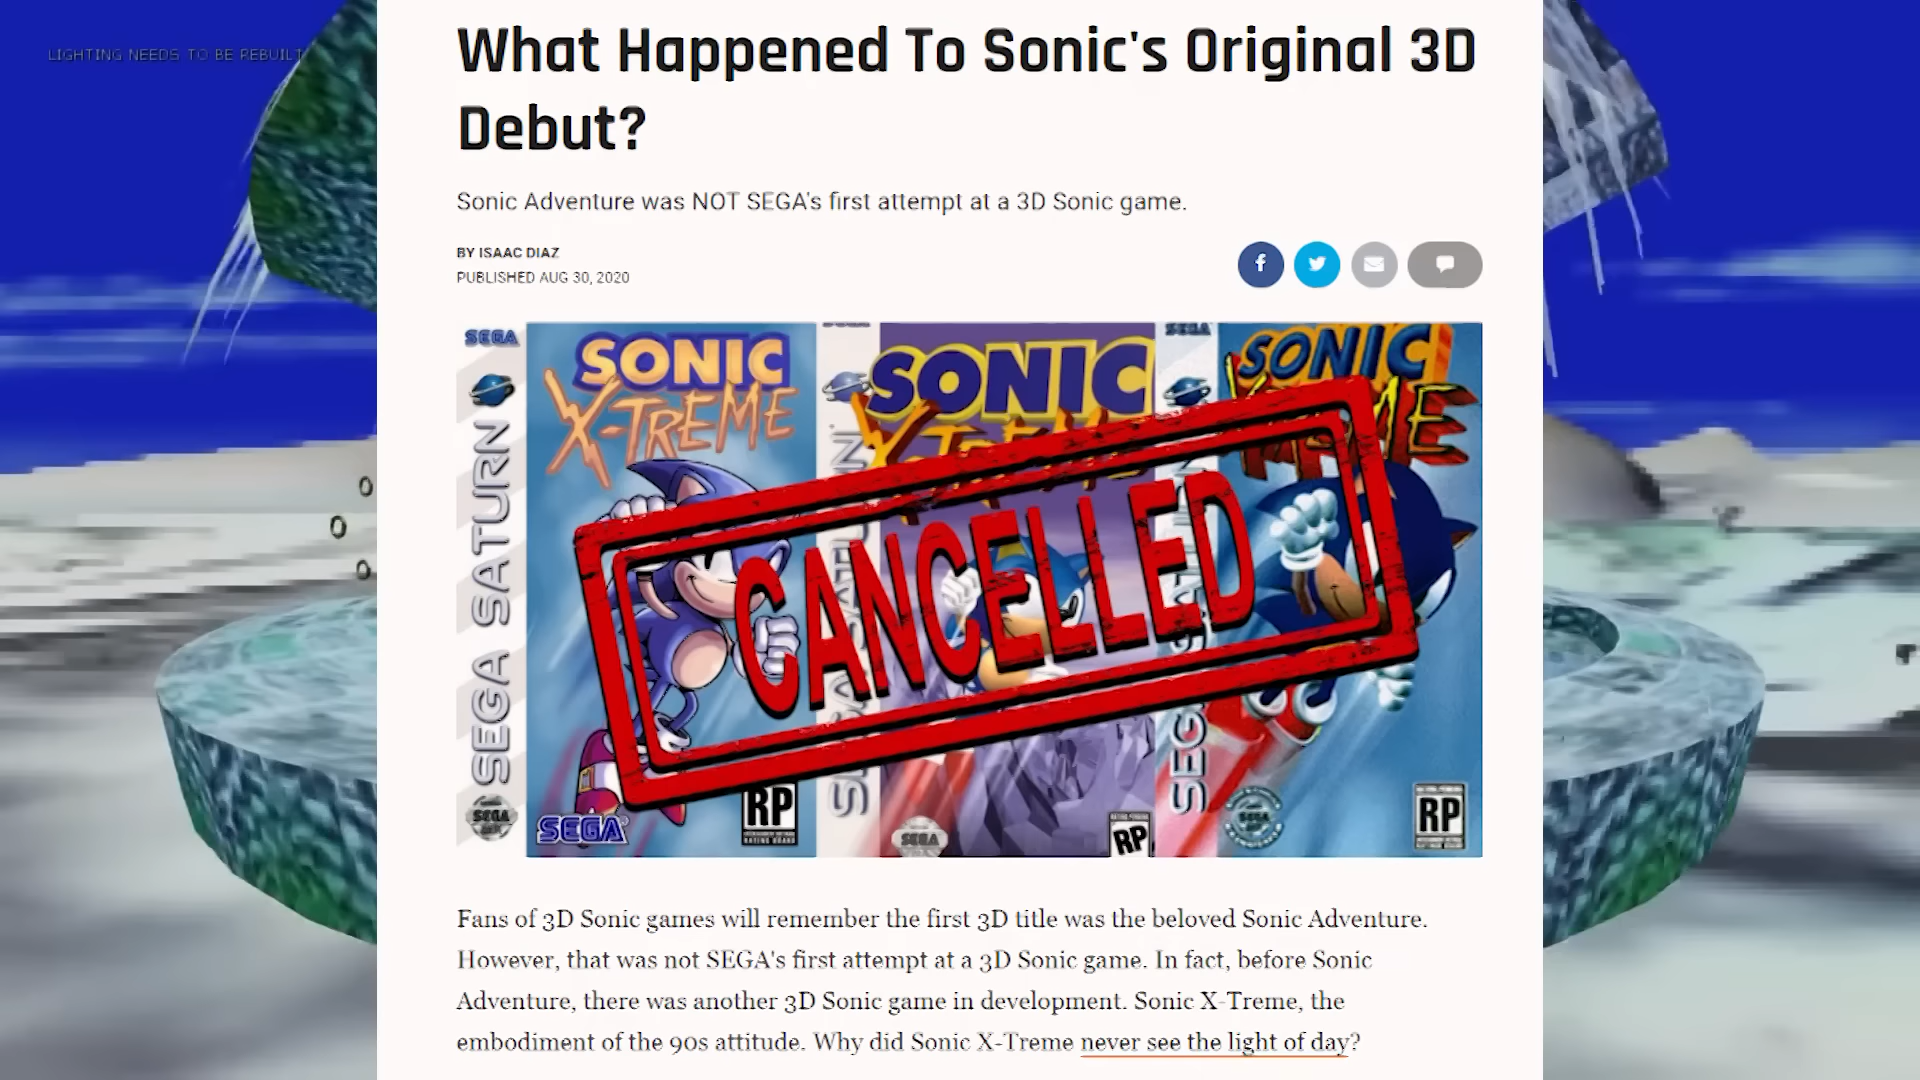 LIGHTING NEEDS TO BE REBUILT
What Happened To Sonic's Original 3D
Debut?
Sonic Adventure was NOT SEGA's first attempt at a 3D Sonic game.
BY ISAAC DIAZ
PUBLISHED AUG 30, 2020
SEGA
SONIC
X-TREME
SEGA SATURN
SEGA
RP
SONIC
SEGA
RP
SEGA
SONIC
SEGA
RP
CANCELLED
Fans of 3D Sonic games will remember the first 3D title was the beloved Sonic Adventure.
However, that was not SEGA's first attempt at a 3D Sonic game. In fact, before Sonic
Adventure, there was another 3D Sonic game in development. Sonic X-Treme, the
embodiment of the 90s attitude. Why did Sonic X-Treme never see the light of day?